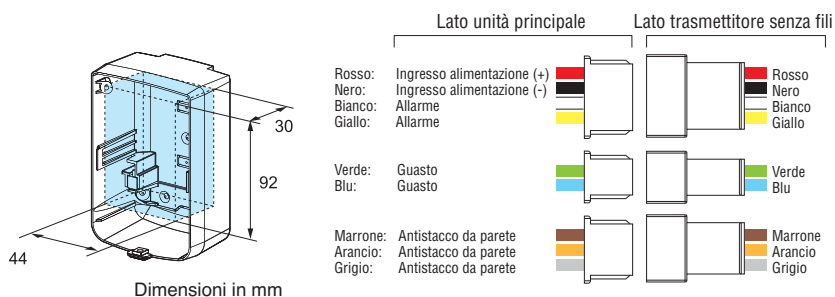 30
92
44
Dimensioni in mm
Lato unità principale
Lato trasmettitore senza fili
Rosso: Ingresso alimentazione (+)
Nero: Ingresso alimentazione (-)
Bianco: Allarme
Giallo: Allarme
Rosso
Nero
Bianco
Giallo
Verde: Guasto
Blu: Guasto
Verde
Blu
Marrone: Antistacco da parete
Arancio: Antistacco da parete
Grigio: Antistacco da parete
Marrone
Arancio
Grigio